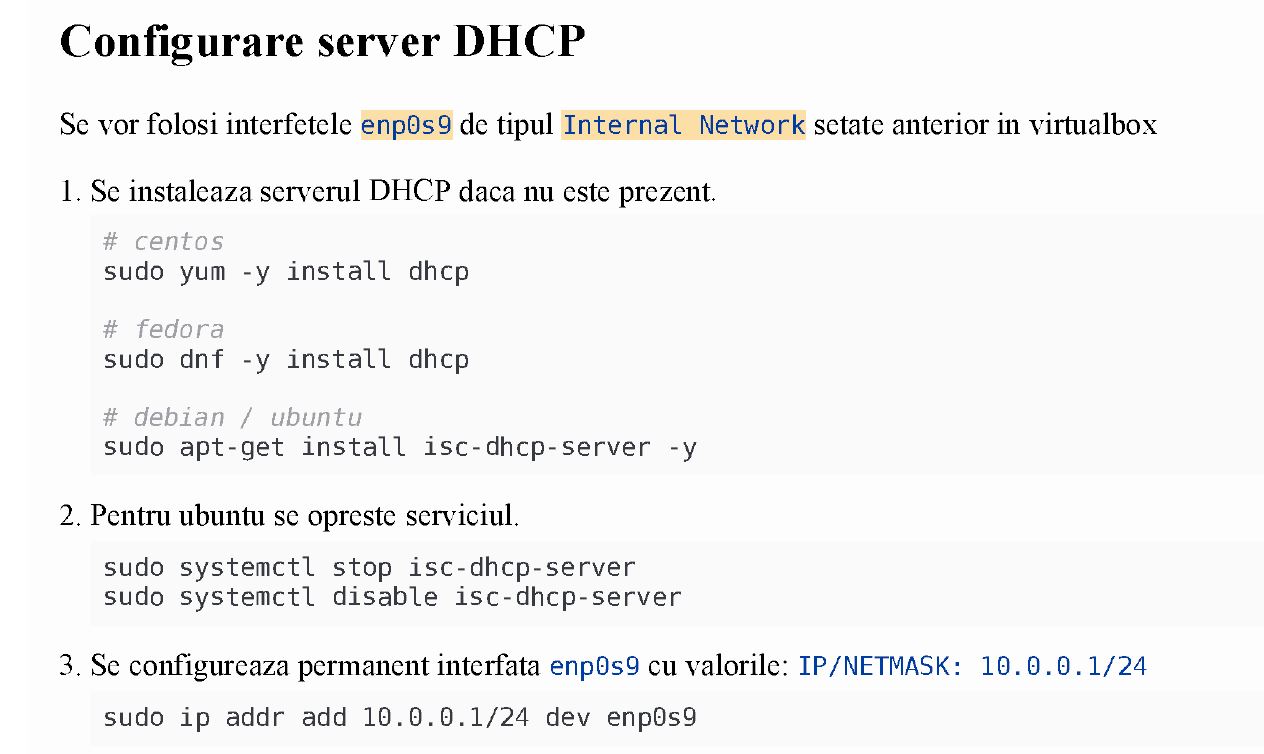 Configurare server DHCP
Se vor folosi interfetele enp0s9 de tipul Internal Network setate anterior in virtualbox
1. Se instaleaza serverul DHCP daca nu este prezent.
# centos
sudo yum -y install dhcp
# fedora
sudo dnf -y install dhcp
# debian / ubuntu
sudo apt-get install isc-dhcp-server -y
2. Pentru ubuntu se opreste serviciul.
sudo systemctl stop isc-dhcp-server
sudo systemctl disable isc-dhcp-server
3. Se configureaza permanent interfata enp0s9 cu valorile: IP/NETMASK: 10.0.0.1/24
sudo ip addr add 10.0.0.1/24 dev enp0s9